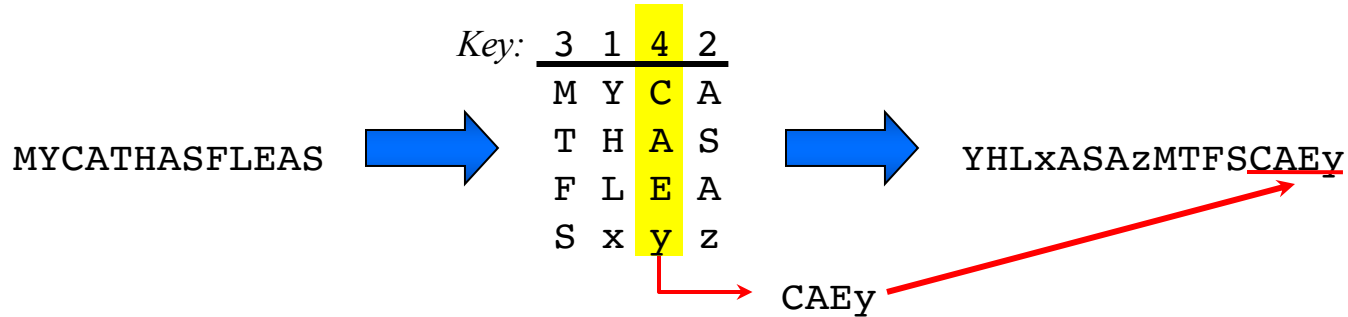 Key: 3 1 4 2
M Y C A
T H A S
F L E A
S x y z
MYCATHASFLEAS
YHLxASAzMTFSCAEy
CAEy